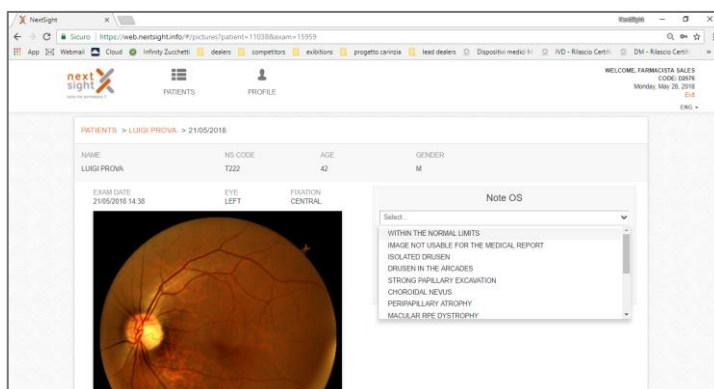 NextSight
Sicuro https://web.nextsight.info/#/pictures?patient=11038&exam=15959
App Webmail Cloud Infinity Zucchetti dealers competitors exibitions progetto carinzia lead dealers Dispositivi medici IVD - Rilascio Certifi DM - Rilascio Certifi
next sight
PATIENTS
PROFILE
WELCOME, FARMACISTA SALES
Monday, May 28, 2018
Exit
ENG
PATIENTS > LUIGI PROVA > 21/05/2018
NAME NS CODE AGE GENDER
LUIGI PROVA T222 42 M
EXAM DATE EYE FIXATION
21/05/2018 14:38 LEFT CENTRAL
Note OS
Select...
WITHIN THE NORMAL LIMITS
IMAGE NOT USABLE FOR THE MEDICAL REPORT
ISOLATED DRUSEN
DRUSEN IN THE ARCADES
STRONG PAPILLARY EXCAVATION
CHOROIDAL NEVUS
PERIPAPILLARY ATROPHY
MACULAR RPE DYSTROPHY